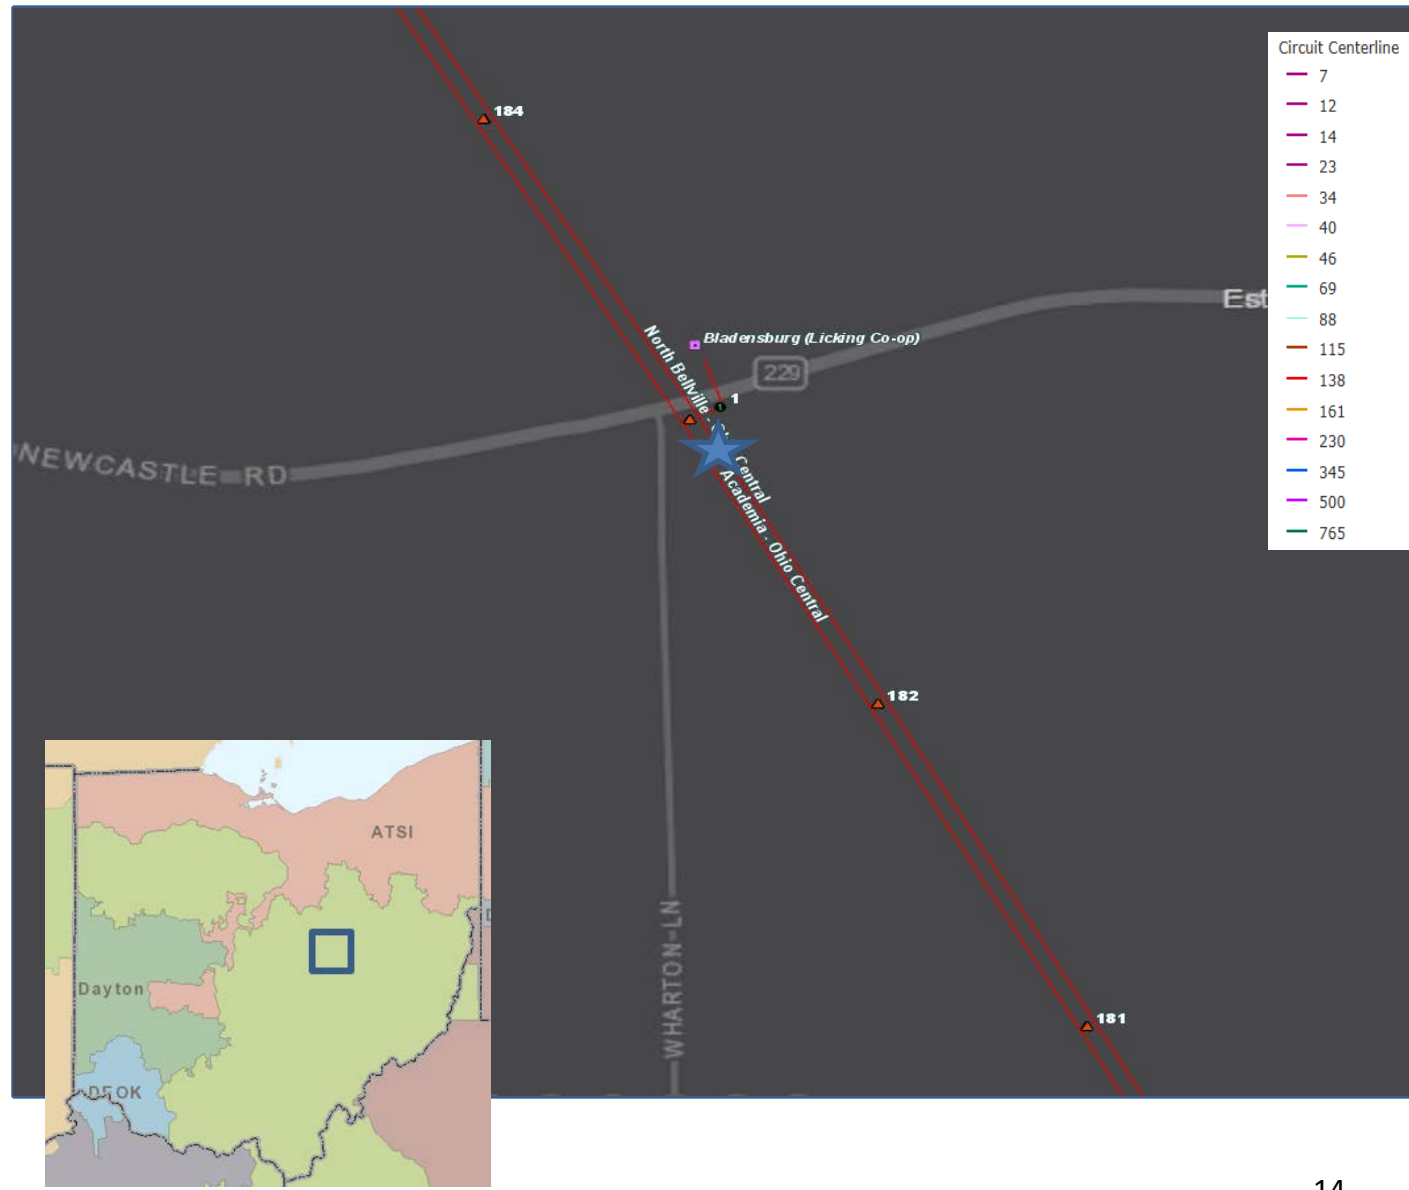 184
Circuit Centerline
7
12
14
23
34
40
46
69
88
115
138
161
230
345
500
765
Est
Bladensburg (Licking Co-op)
229
1
1
North Bellville - Central
Academia - Ohio Central
NEWCASTLE RD
182
181
WHARTON-LN
ATSI
Dayton
DEOK
14